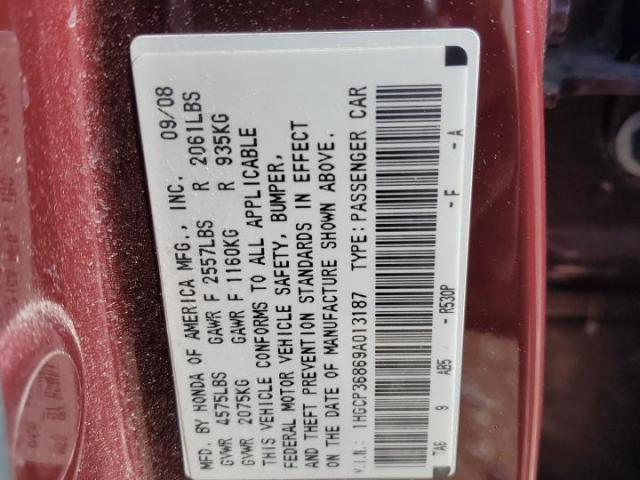 MFD. BY HONDA OF AMERICA MFG., INC. 09/08
GVWR 4575LBS GAWR F 2557LBS R 2061LBS
GVWR 2075KG GAWR F 1160KG R 935KG
THIS VEHICLE CONFORMS TO ALL APPLICABLE
FEDERAL MOTOR VEHICLE SAFETY, BUMPER,
AND THEFT PREVENTION STANDARDS IN EFFECT
ON THE DATE OF MANUFACTURE SHOWN ABOVE.
V.I.N.: 1HGCP36869A013187 TYPE: PASSENGER CAR
TA6 9 AB5 - R530P - F - A